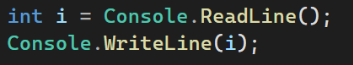 int i = Console.ReadLine();
Console.WriteLine(i);